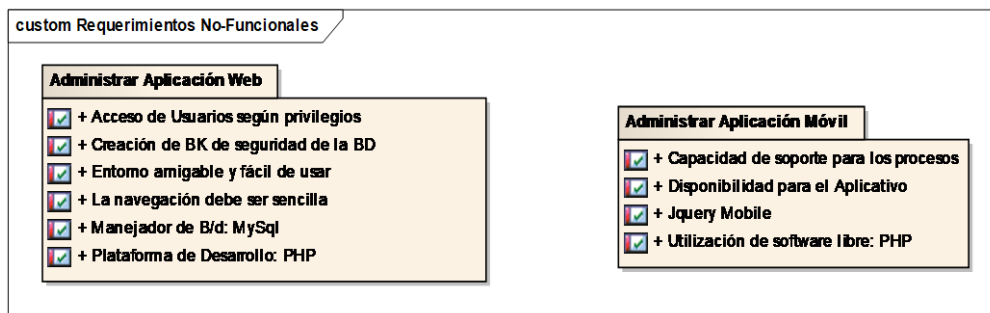 custom Requerimientos No-Funcionales
Administrar Aplicación Web
+ Acceso de Usuarios según privilegios
+ Creación de BK de seguridad de la BD
+ Entorno amigable y fácil de usar
+ La navegación debe ser sencilla
+ Manejador de B/d: MySql
+ Plataforma de Desarrollo: PHP
Administrar Aplicación Móvil
+ Capacidad de soporte para los procesos
+ Disponibilidad para el Aplicativo
+ Jquery Mobile
+ Utilización de software libre: PHP